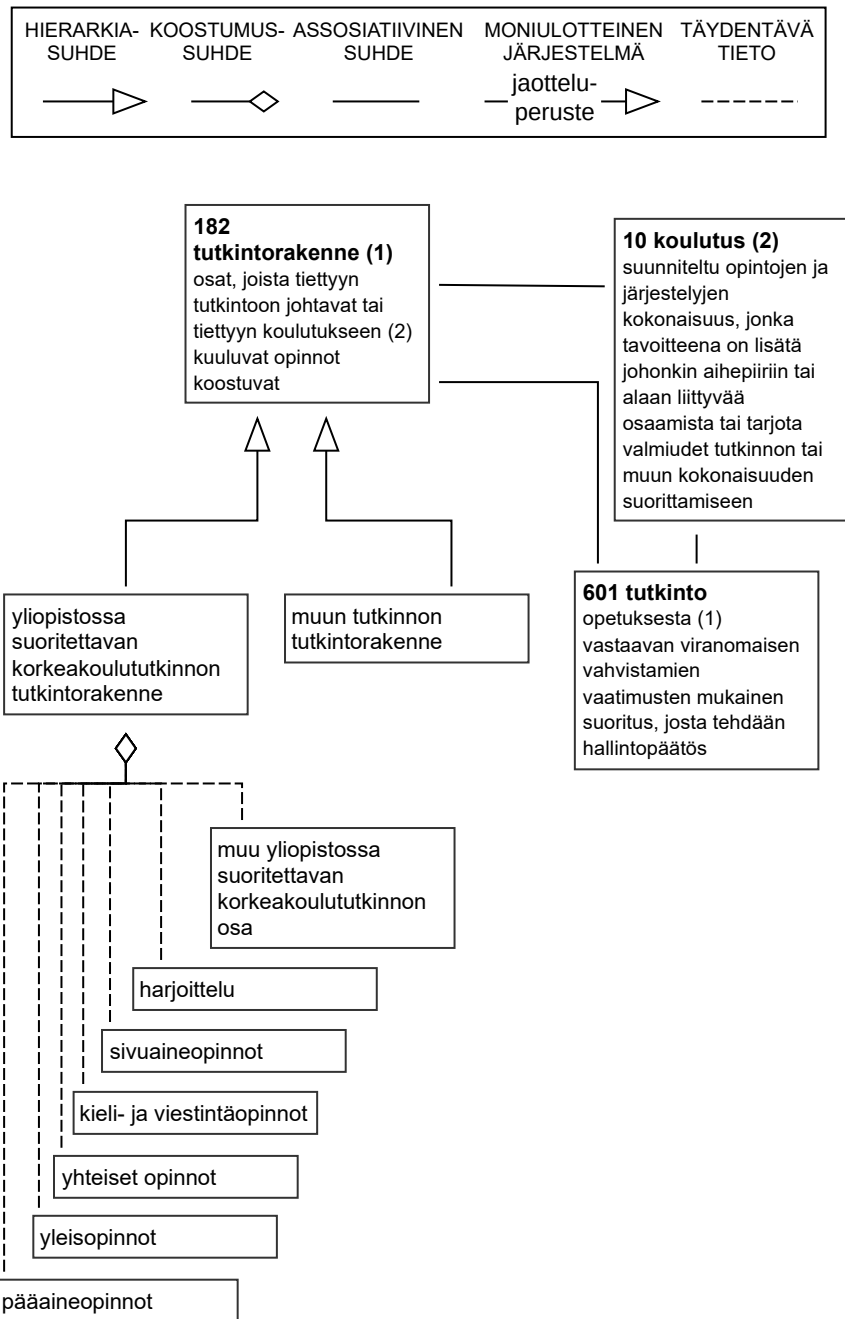 HIERARKIA-
SUHDE
KOOSTUMUS-
SUHDE
ASSOSIATIIVINEN
SUHDE
MONIULOTTEINEN
JÄRJESTELMÄ
TÄYDENTÄVÄ
TIETO
jaottelu-
peruste
182
tutkintorakenne (1)
osat, joista tiettyyn
tutkintoon johtavat tai
tiettyyn koulutukseen (2)
kuuluvat opinnot
koostuvat
10 koulutus (2)
suunniteltu opintojen ja
järjestelyjen
kokonaisuus, jonka
tavoitteena on lisätä
johonkin aihepiiriin tai
alaan liittyvää
osaamista tai tarjota
valmiudet tutkinnon tai
muun kokonaisuuden
suorittamiseen
yliopistossa
suoritettavan
korkeakoulututkinnon
tutkintorakenne
muun tutkinnon
tutkintorakenne
601 tutkinto
opetuksesta (1)
vastaavan viranomaisen
vahvistamien
vaatimusten mukainen
suoritus, josta tehdään
hallintopäätös
muu yliopistossa
suoritettavan
korkeakoulututkinnon
osa
harjoittelu
sivuaineopinnot
kieli- ja viestintäopinnot
yhteiset opinnot
yleisopinnot
pääaineopinnot